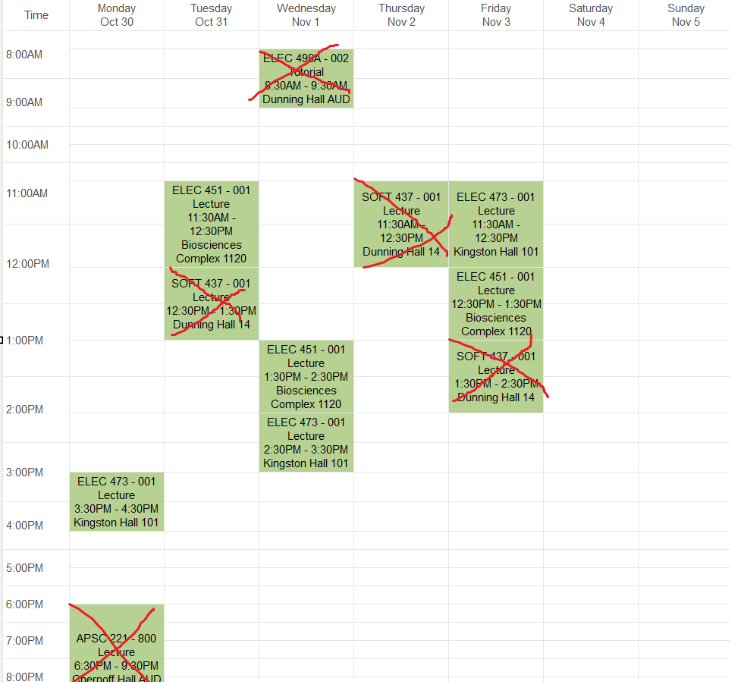 Time
Monday
Oct 30
Tuesday
Oct 31
Wednesday
Nov 1
Thursday
Nov 2
Friday
Nov 3
Saturday
Nov 4
Sunday
Nov 5
8:00AM
ELEC 498A - 002
Tutorial
8:30AM - 9:30AM
Dunning Hall AUD
9:00AM
10:00AM
11:00AM
ELEC 451 - 001
Lecture
11:30AM -
12:30PM
Biosciences
Complex 1120
SOFT 437 - 001
Lecture
11:30AM -
12:30PM
Dunning Hall 14
ELEC 473 - 001
Lecture
11:30AM -
12:30PM
Kingston Hall 101
12:00PM
SOFT 437 - 001
Lecture
12:30PM - 1:30PM
Dunning Hall 14
ELEC 451 - 001
Lecture
12:30PM - 1:30PM
Biosciences
Complex 1120
1:00PM
ELEC 451 - 001
Lecture
1:30PM - 2:30PM
Biosciences
Complex 1120
SOFT 437 - 001
Lecture
1:30PM - 2:30PM
Dunning Hall 14
2:00PM
ELEC 473 - 001
Lecture
2:30PM - 3:30PM
Kingston Hall 101
3:00PM
ELEC 473 - 001
Lecture
3:30PM - 4:30PM
Kingston Hall 101
4:00PM
5:00PM
6:00PM
APSC 221 - 800
Lecture
6:30PM - 9:30PM
Chernoff Hall AUD
7:00PM
8:00PM